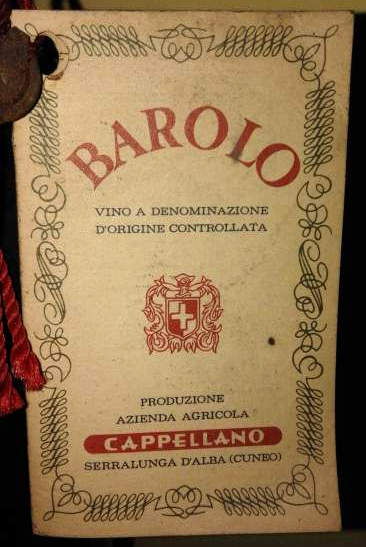 BAROLO
VINO A DENOMINAZIONE
D'ORIGINE CONTROLLATA
PRODUZIONE
AZIENDA AGRICOLA
CAPPELLANO
SERRALUNGA D'ALBA (CUNEO)